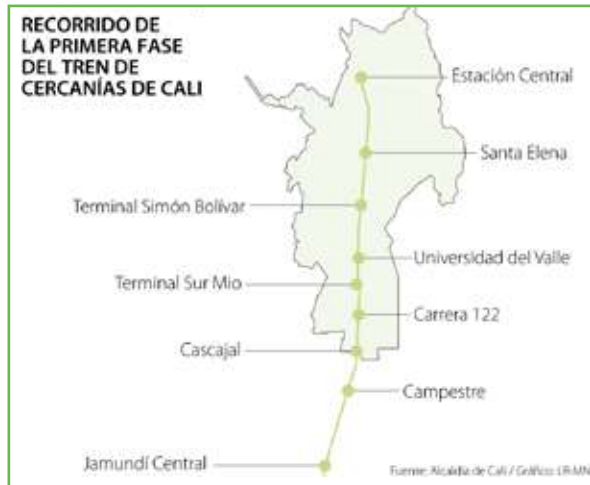 RECORRIDO DE
LA PRIMERA FASE
DEL TREN DE
CERCANÍAS DE CALI
Estación Central
Santa Elena
Terminal Simón Bolívar
Universidad del Valle
Terminal Sur Mio
Carrera 122
Cascajal
Campestre
Jamundí Central
Fuente: Alcaldía de Cali / Gráfico: LR-MN